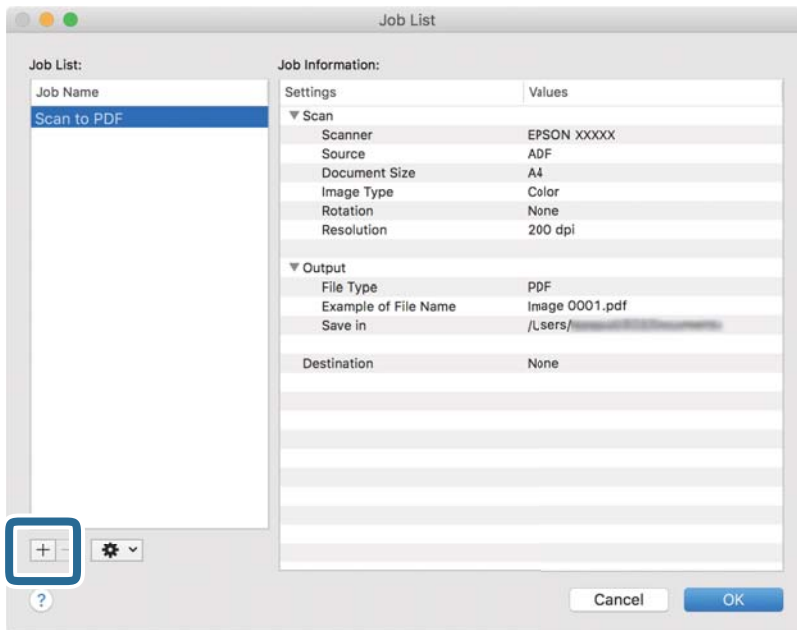 Job List
Job List:
Job Information:
Job Name
Settings Values
Scan to PDF
Scan
Scanner EPSON XXXXX
Source ADF
Document Size A4
Image Type Color
Rotation None
Resolution 200 dpi
Output
File Type PDF
Example of File Name Image 0001.pdf
Save in /Users/
Destination None
+ -
?
Cancel OK